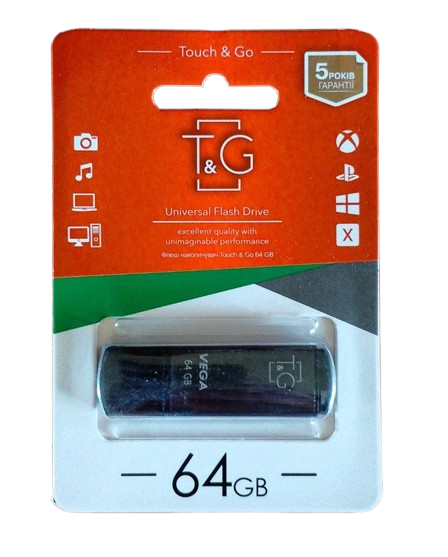 Touch & Go
5 РОКІВ
ГАРАНТІЇ
T&G
Universal Flash Drive
excellent quality with
unimaginable performance
Флеш накопичувач Touch & Go 64 GB
X
T&G
VEGA
64 GB
64GB